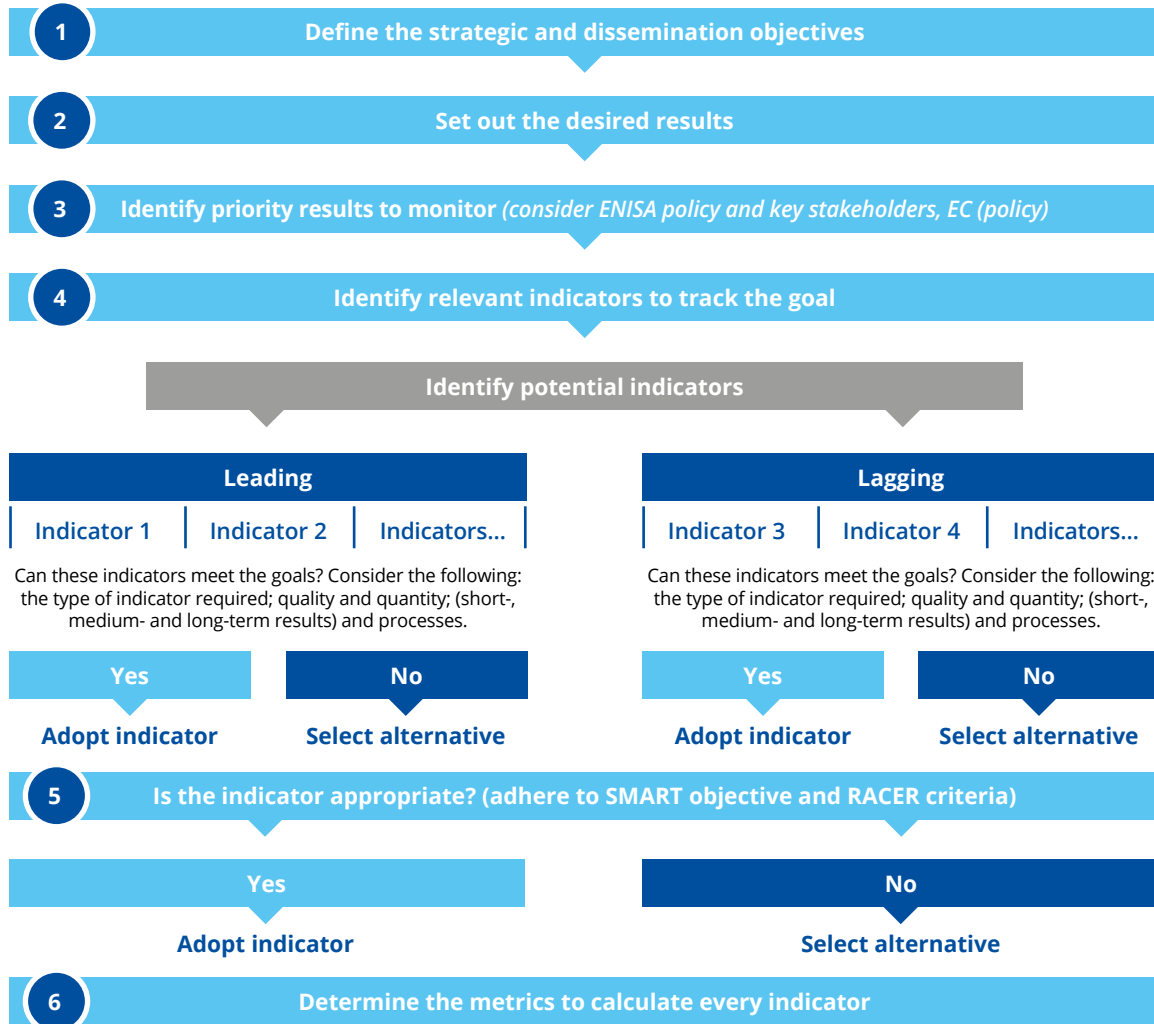 1
Define the strategic and dissemination objectives
2
Set out the desired results
3
Identify priority results to monitor (consider ENISA policy and key stakeholders, EC (policy)
4
Identify relevant indicators to track the goal
Identify potential indicators
Leading
Indicator 1
Indicator 2
Indicators...
Can these indicators meet the goals? Consider the following:
the type of indicator required; quality and quantity; (short-,
medium- and long-term results) and processes.
Yes
No
Adopt indicator
Select alternative
Lagging
Indicator 3
Indicator 4
Indicators...
Can these indicators meet the goals? Consider the following:
the type of indicator required; quality and quantity; (short-,
medium- and long-term results) and processes.
Yes
No
Adopt indicator
Select alternative
5
Is the indicator appropriate? (adhere to SMART objective and RACER criteria)
Yes
No
Adopt indicator
Select alternative
6
Determine the metrics to calculate every indicator